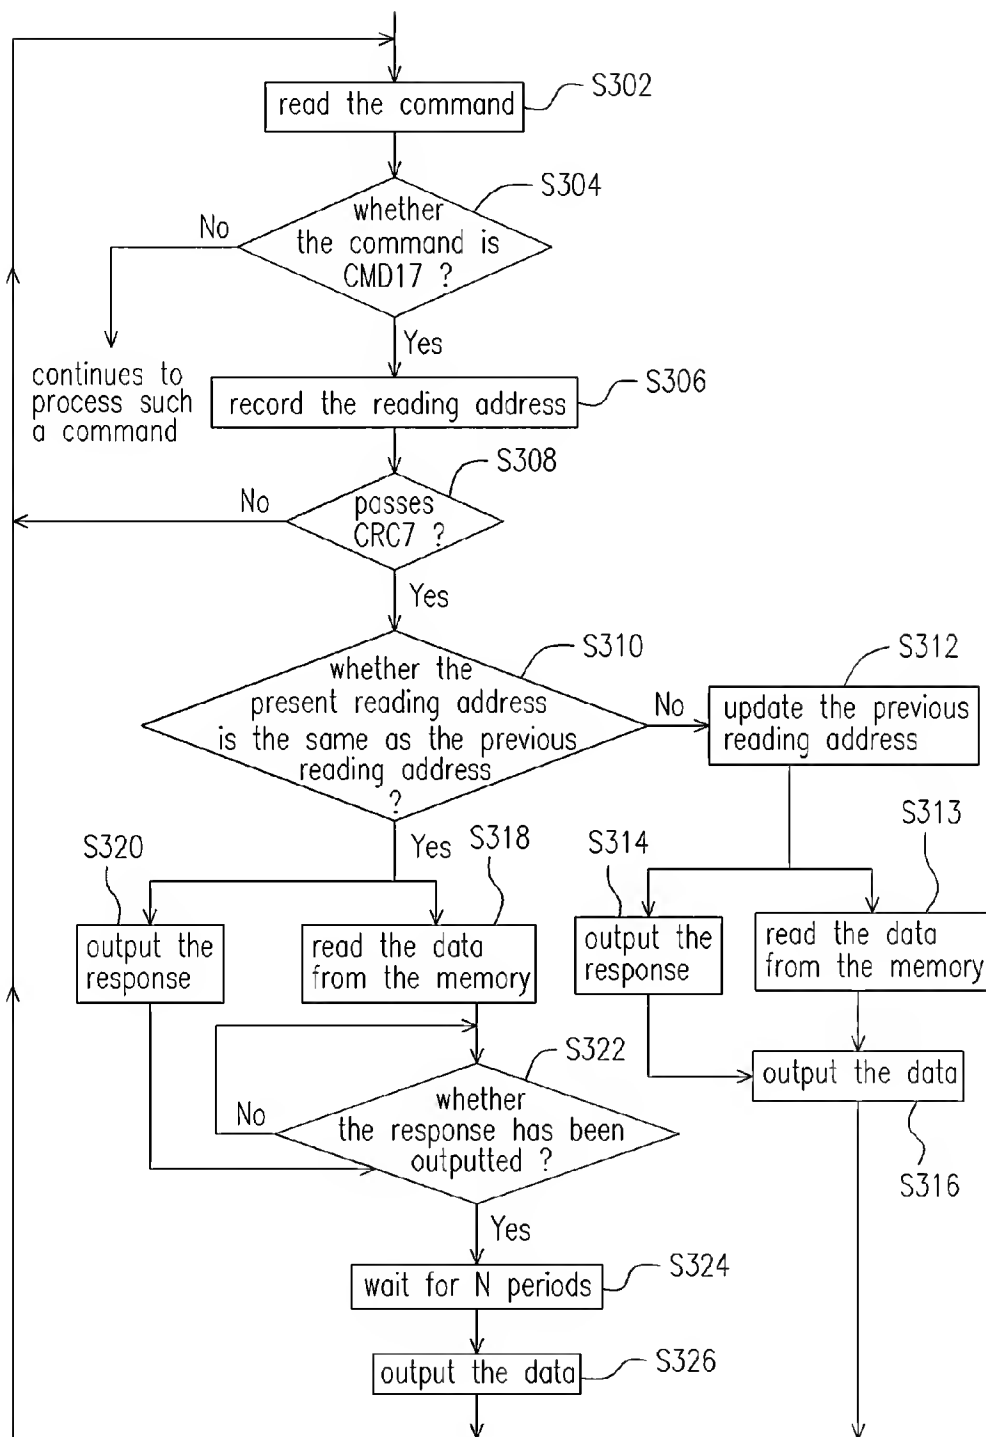 S302
read the command
S304
whether
the command is
CMD17 ?
No
Yes
continues to
process such
a command
S306
record the reading address
S308
passes
CRC7 ?
No
Yes
S310
whether the
present reading address
is the same as the previous
reading address
?
No
S312
update the previous
reading address
Yes
S320
output the
response
S318
read the data
from the memory
S314
output the
response
S313
read the data
from the memory
S322
whether
the response has been
outputted ?
No
output the data
S316
Yes
wait for N periods
S324
output the data
S326